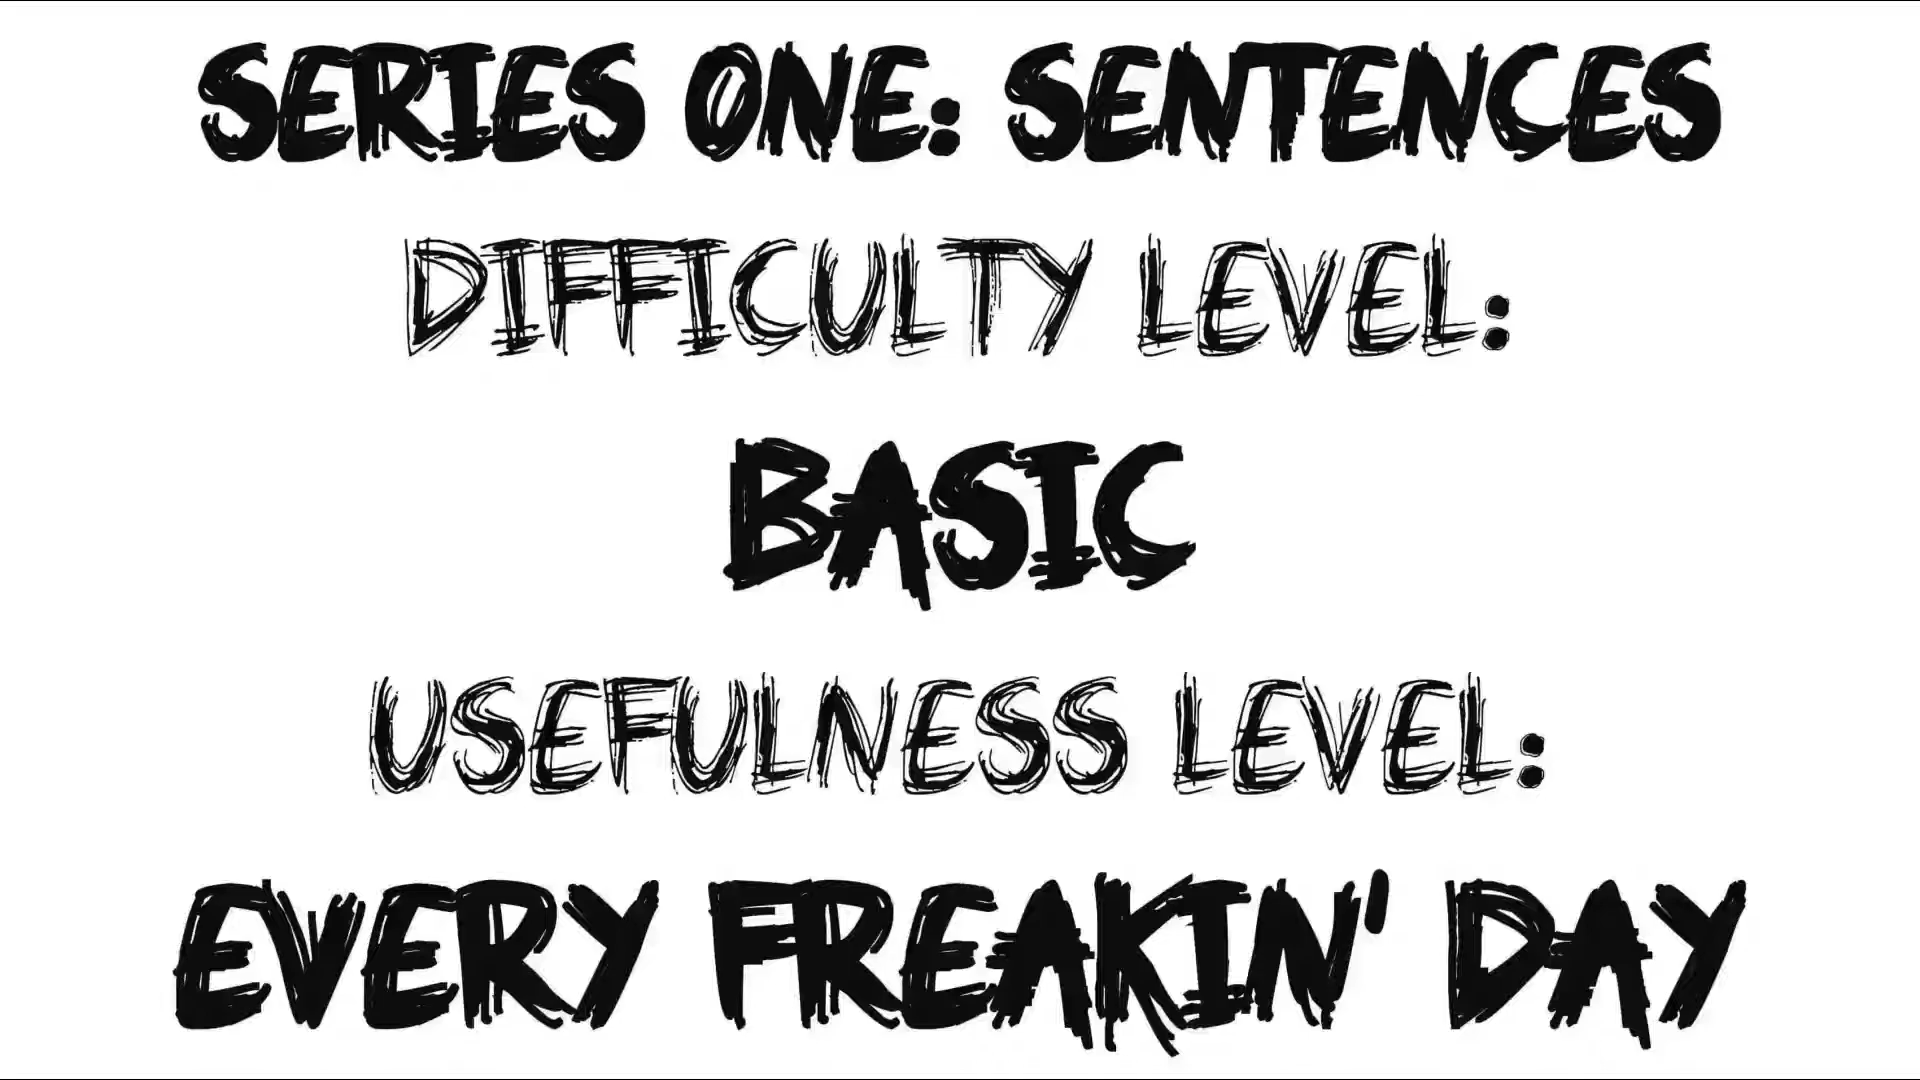 SERIES ONE: SENTENCES
DIFFICULTY LEVEL:
BASIC
USEFULNESS LEVEL:
EVERY FREAKIN' DAY